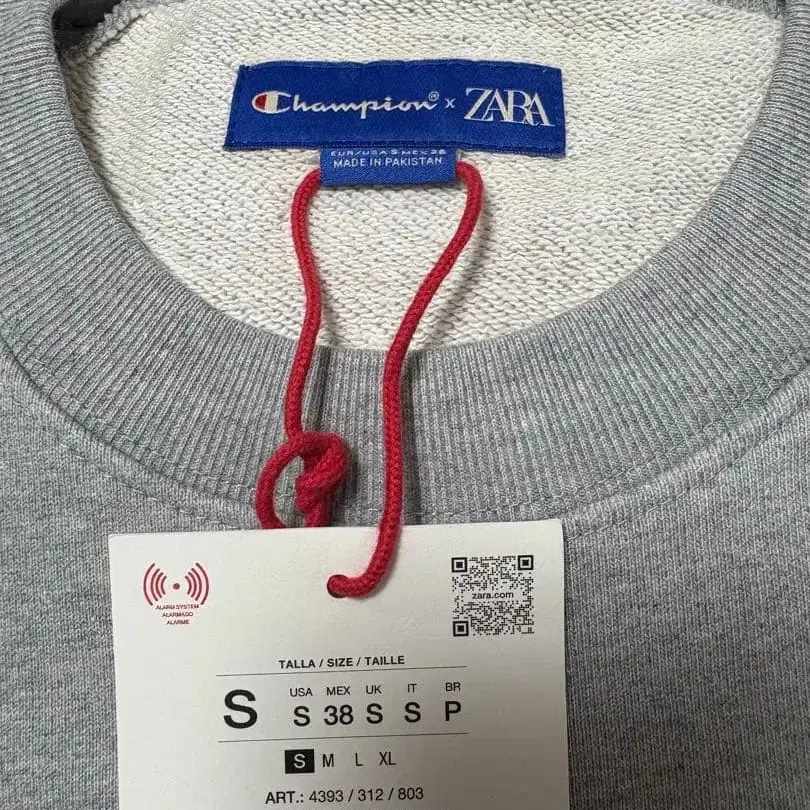 Champion® x ZARA
EUR/USA S MEX 38
MADE IN PAKISTAN
ALARM SYSTEM
ALARMADO
ALARME
zara.com
TALLA / SIZE / TAILLE
USA MEX UK IT BR
S S 38 S S P
S M L XL
ART.: 4393 / 312 / 803